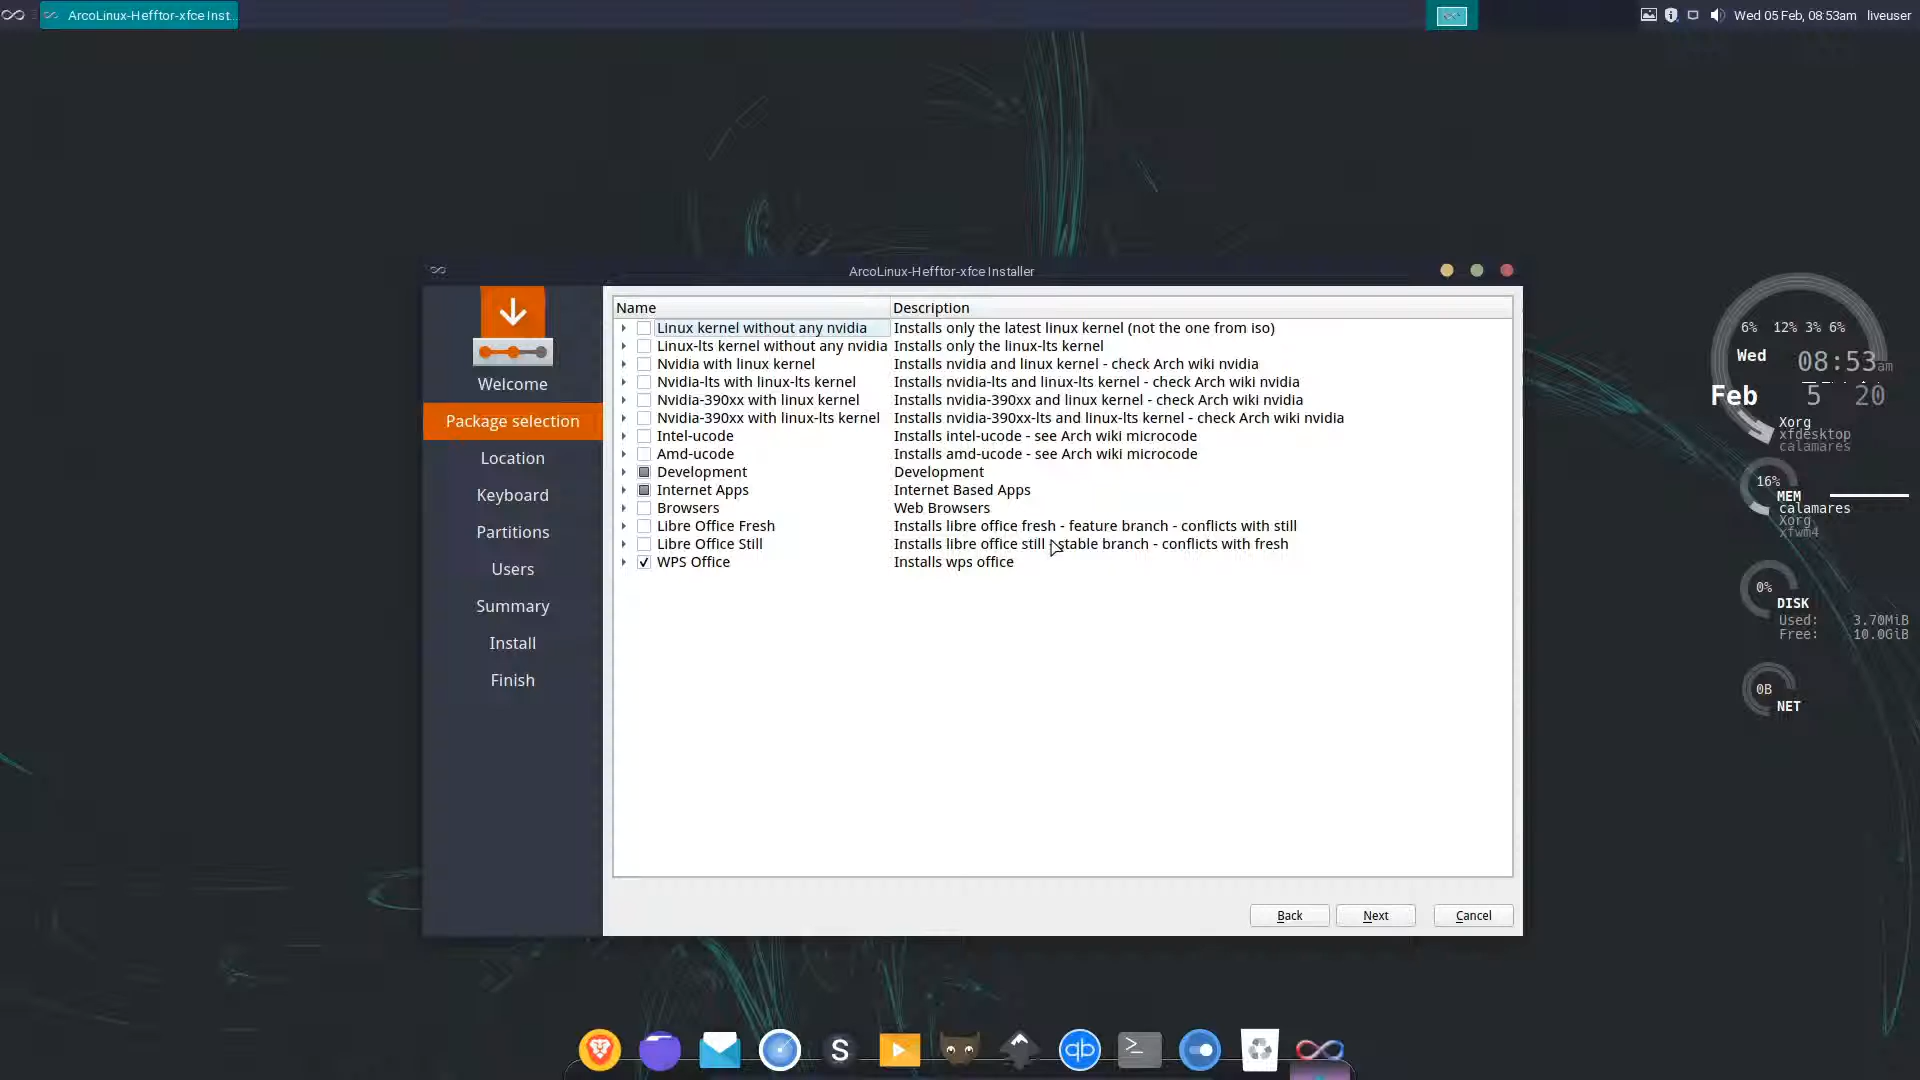 ArcoLinux-Hefftor-xfce Inst...
Wed 05 Feb, 08:53am liveuser
ArcoLinux-Hefftor-xfce Installer
Welcome
Package selection
Location
Keyboard
Partitions
Users
Summary
Install
Finish
Name Description
Linux kernel without any nvidia Installs only the latest linux kernel (not the one from iso)
Linux-lts kernel without any nvidia Installs only the linux-lts kernel
Nvidia with linux kernel Installs nvidia and linux kernel - check Arch wiki nvidia
Nvidia-lts with linux-lts kernel Installs nvidia-lts and linux-lts kernel - check Arch wiki nvidia
Nvidia-390xx with linux kernel Installs nvidia-390xx and linux kernel - check Arch wiki nvidia
Nvidia-390xx with linux-lts kernel Installs nvidia-390xx-lts and linux-lts kernel - check Arch wiki nvidia
Intel-ucode Installs intel-ucode - see Arch wiki microcode
Amd-ucode Installs amd-ucode - see Arch wiki microcode
Development Development
Internet Apps Internet Based Apps
Browsers Web Browsers
Libre Office Fresh Installs libre office fresh - feature branch - conflicts with still
Libre Office Still Installs libre office still - stable branch - conflicts with fresh
WPS Office Installs wps office
Back Next Cancel
6% 12% 3% 6%
Wed 08:53am
Feb 5 20
Xorg
xfdesktop
calamares
16%
MEM
calamares
Xorg
xfwm4
0%
DISK
Used: 3.70MiB
Free: 10.0GiB
0B
NET
S
qb